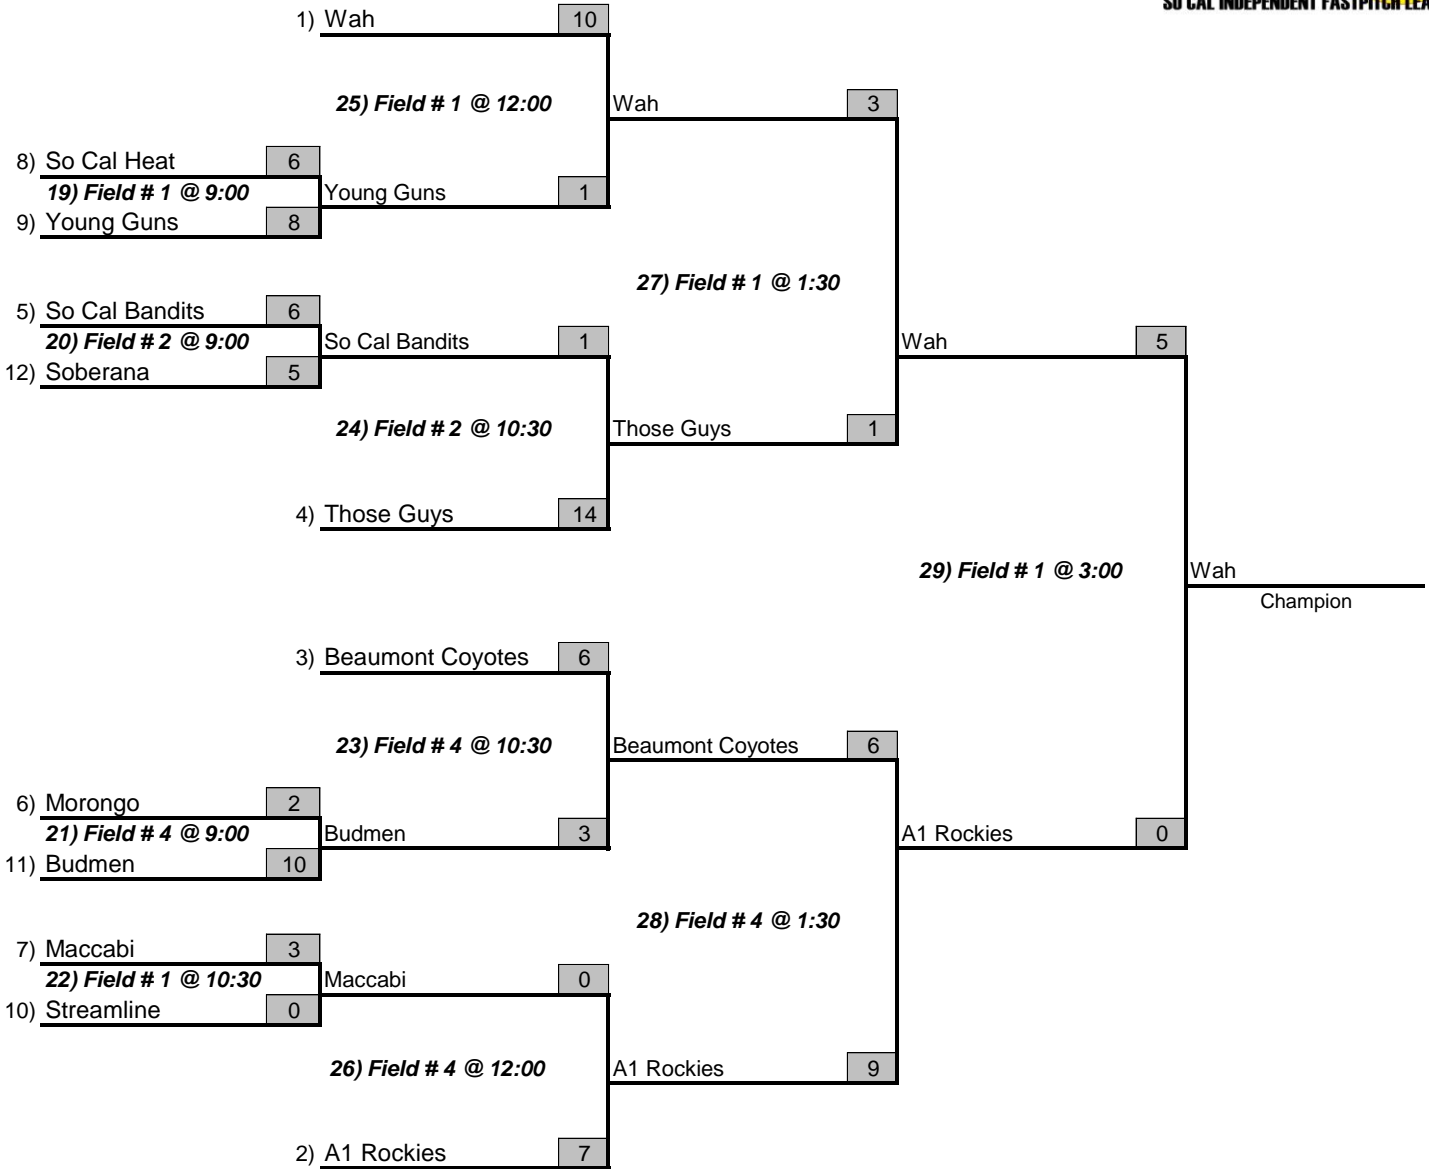 SO CAL INDEPENDENT FASTPITCH LEA
1) Wah 10
25) Field # 1 @ 12:00
Wah 3
8) So Cal Heat 6
19) Field # 1 @ 9:00
Young Guns 1
9) Young Guns 8
27) Field # 1 @ 1:30
5) So Cal Bandits 6
20) Field # 2 @ 9:00
So Cal Bandits 1
Wah 5
12) Soberana 5
24) Field # 2 @ 10:30
Those Guys 1
4) Those Guys 14
29) Field # 1 @ 3:00
Wah
Champion
3) Beaumont Coyotes 6
23) Field # 4 @ 10:30
Beaumont Coyotes 6
6) Morongo 2
21) Field # 4 @ 9:00
Budmen 3
A1 Rockies 0
11) Budmen 10
28) Field # 4 @ 1:30
7) Maccabi 3
22) Field # 1 @ 10:30
Maccabi 0
10) Streamline 0
26) Field # 4 @ 12:00
A1 Rockies 9
2) A1 Rockies 7